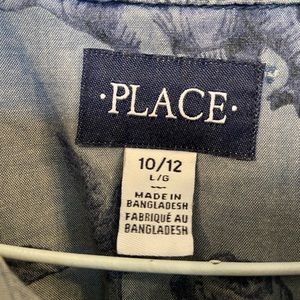 ·PLACE·
10/12
L/G
MADE IN
BANGLADESH
FABRIQUÉ AU
BANGLADESH